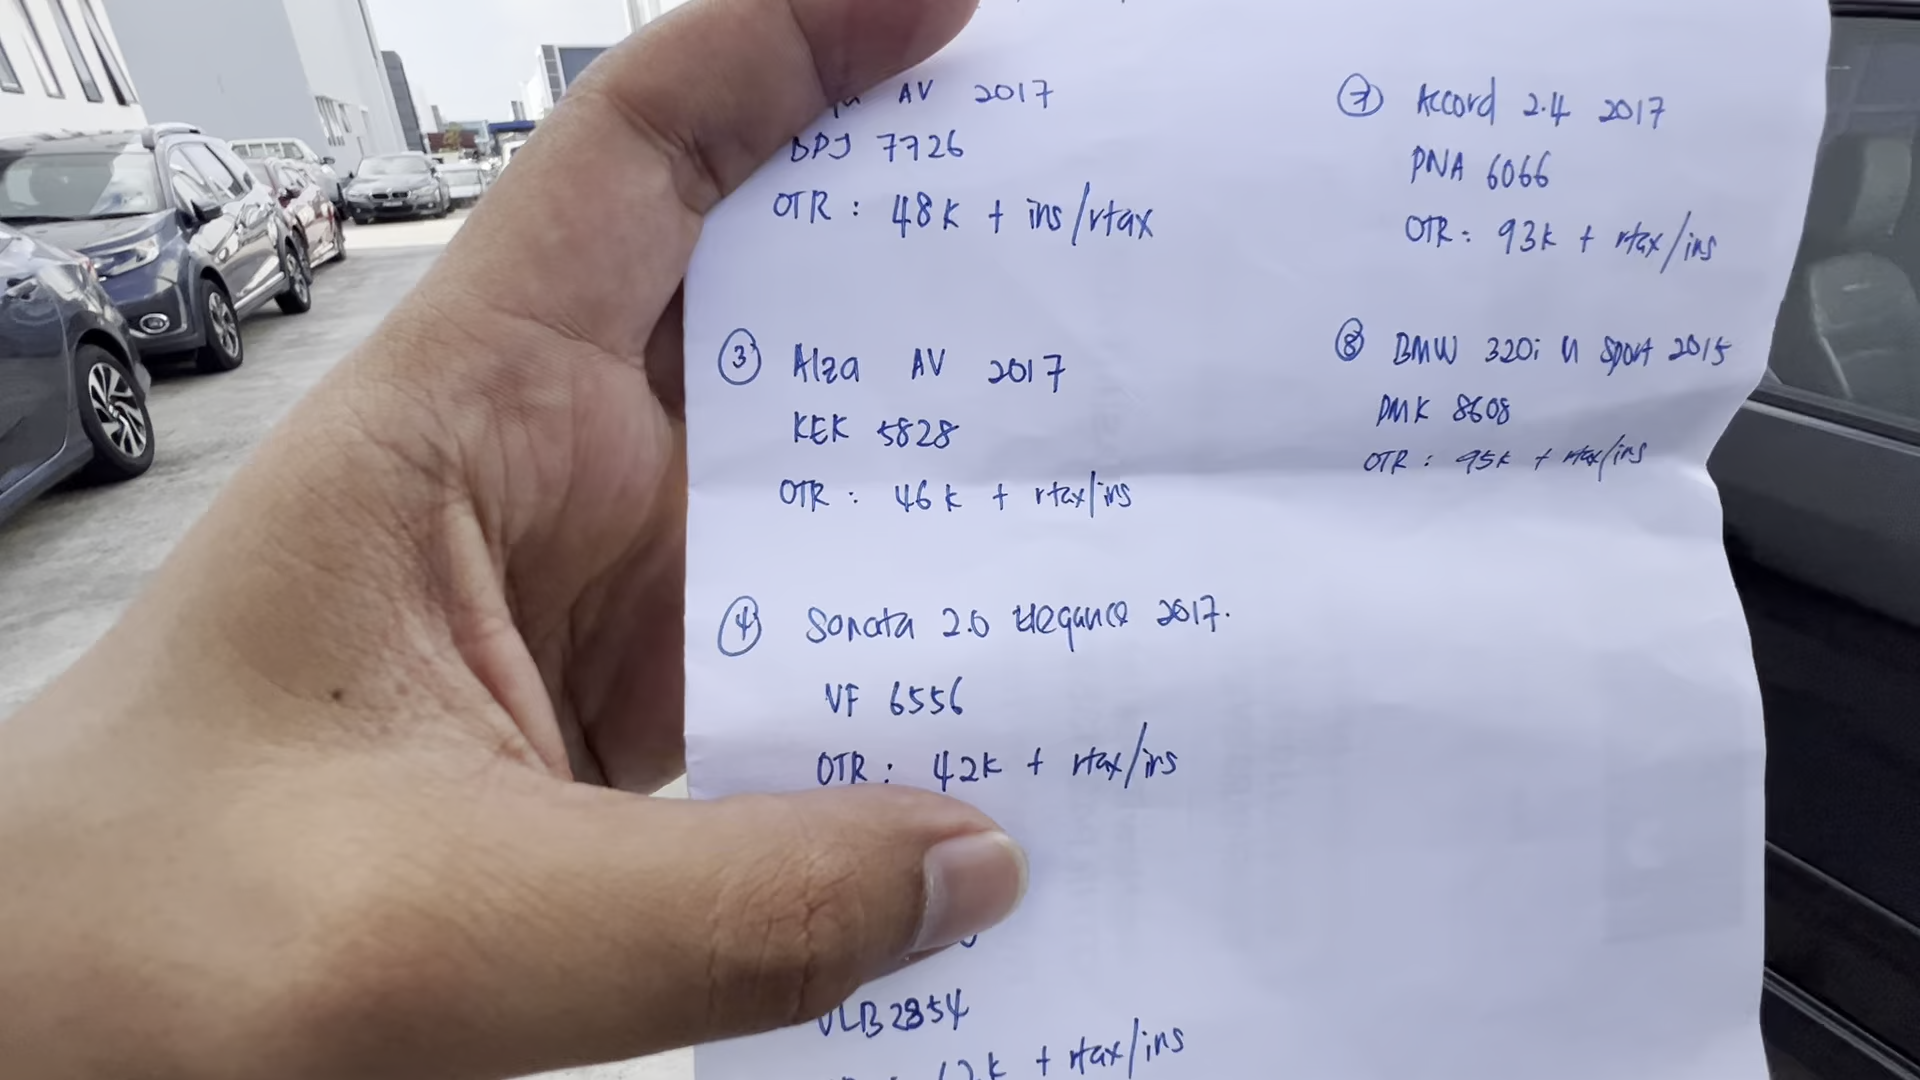 AV 2017
BPJ 7726
OTR : 48k + ins/rtax
③ Alza AV 2017
KEK 5828
OTR : 46k + rtax/ins
④ Sonata 2.0 Elegance 2017.
VF 6556
OTR : 42k + rtax/ins
VLB2854
+ rtax/ins
⑦ Accord 2.4 2017
PNA 6066
OTR : 93k + rtax/ins
⑧ BMW 320i M Sport 2015
PMK 8608
OTR : 95k + rtax/ins